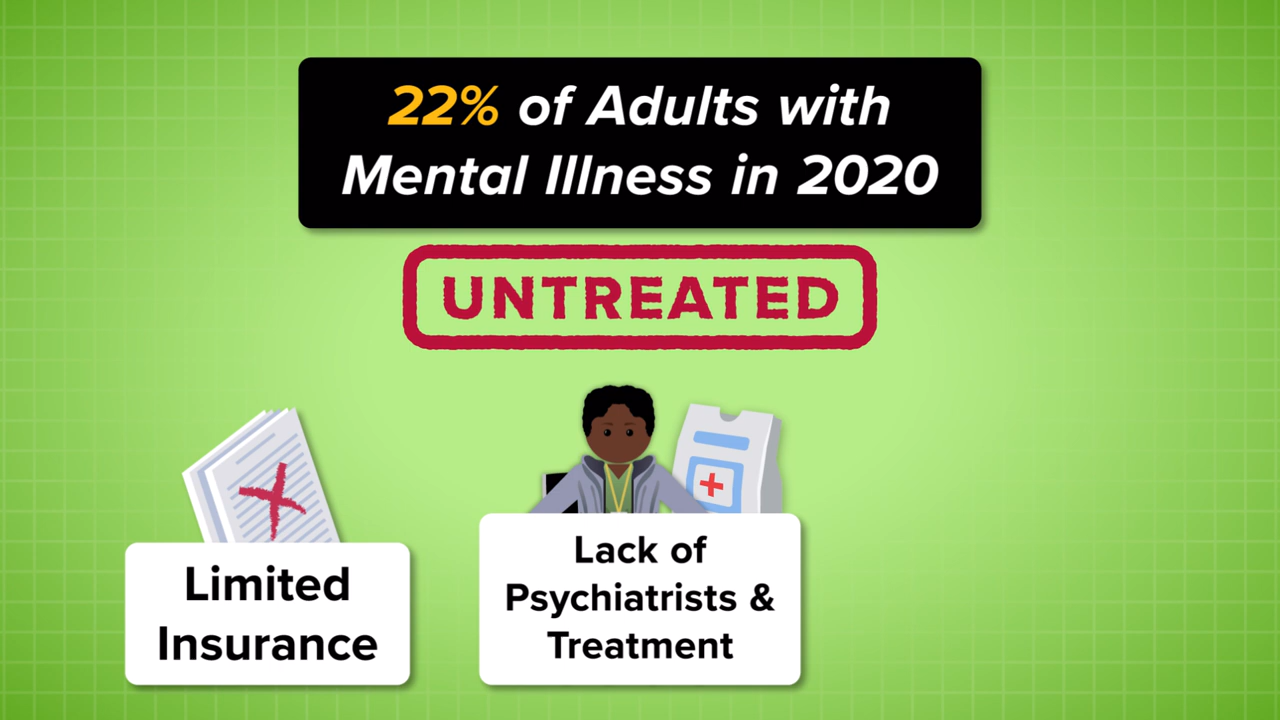 22% of Adults with
Mental Illness in 2020
UNTREATED
Limited
Insurance
Lack of
Psychiatrists &
Treatment